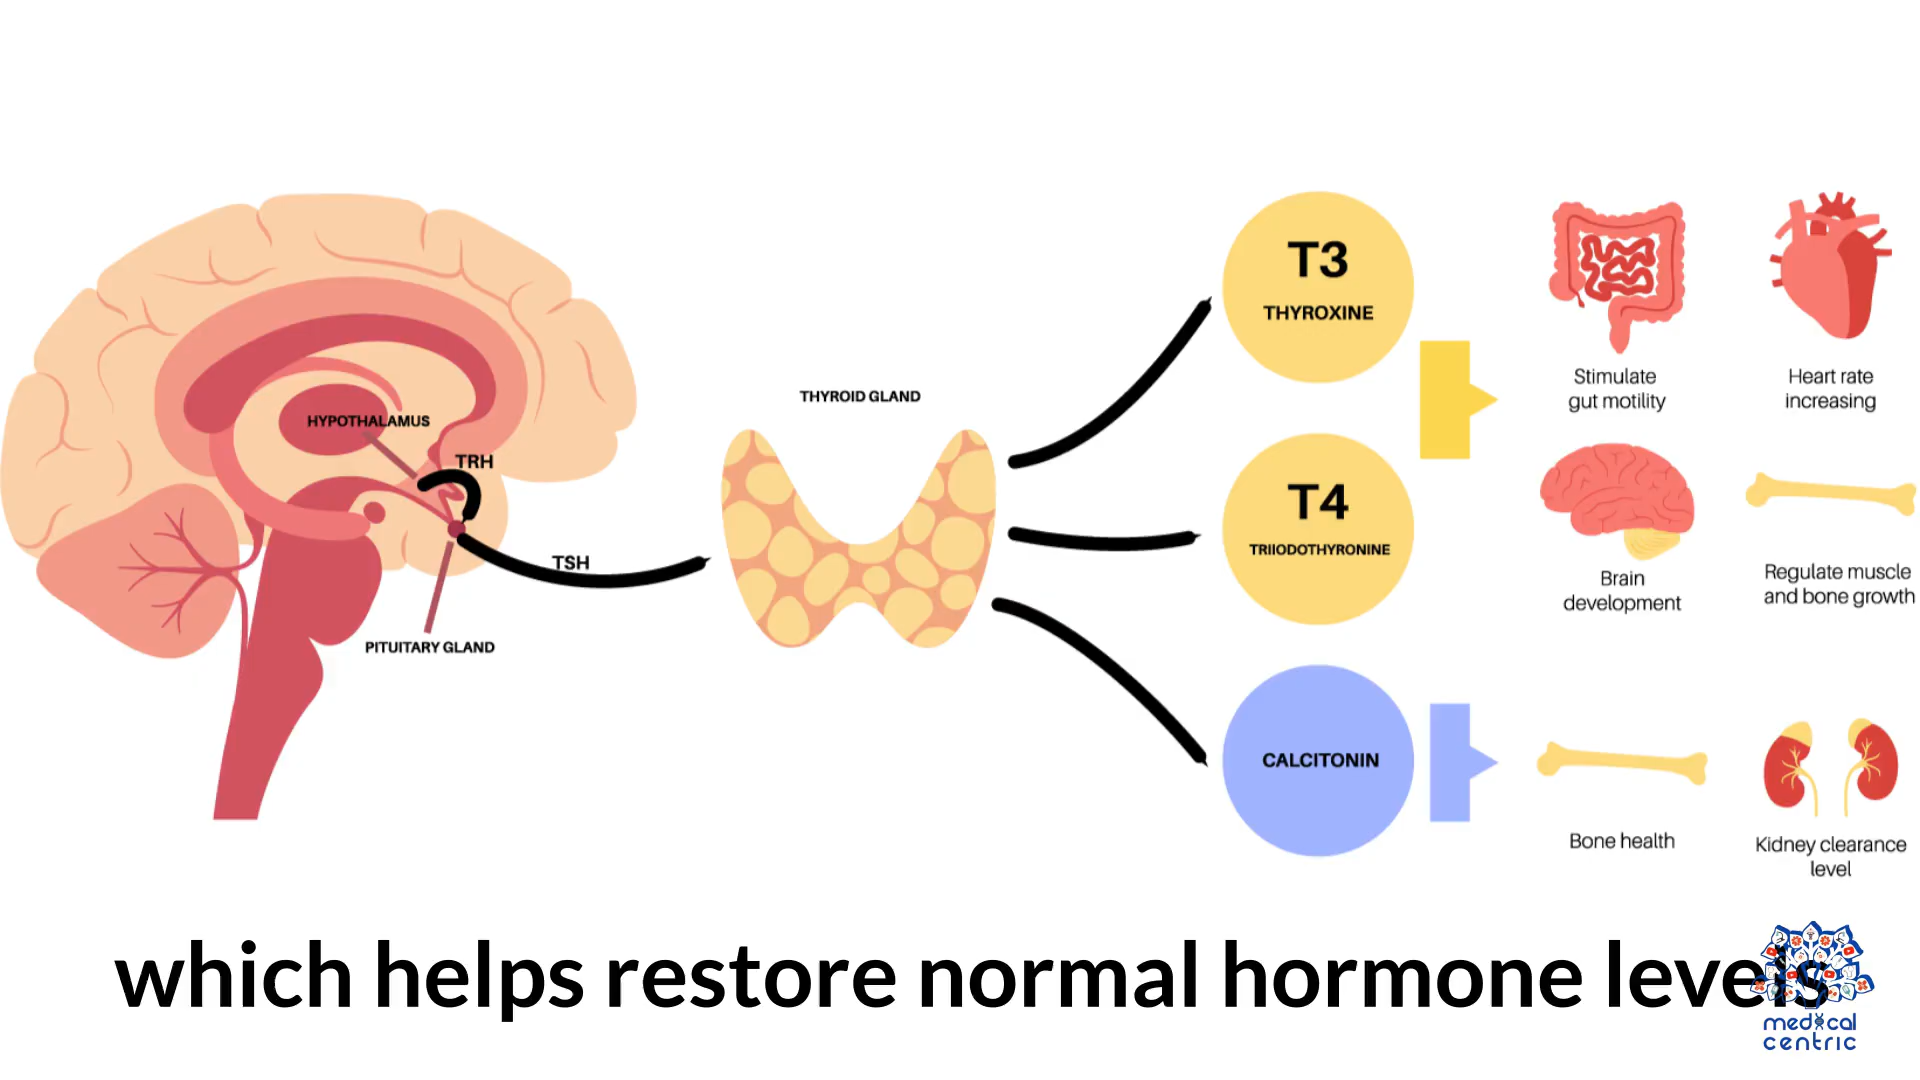 HYPOTHALAMUS
TRH
TSH
PITUITARY GLAND
THYROID GLAND
T3
THYROXINE
T4
TRIIODOTHYRONINE
CALCITONIN
Stimulate
gut motility
Heart rate
increasing
Brain
development
Regulate muscle
and bone growth
Bone health
Kidney clearance
level
which helps restore normal hormone levels
medical
centric